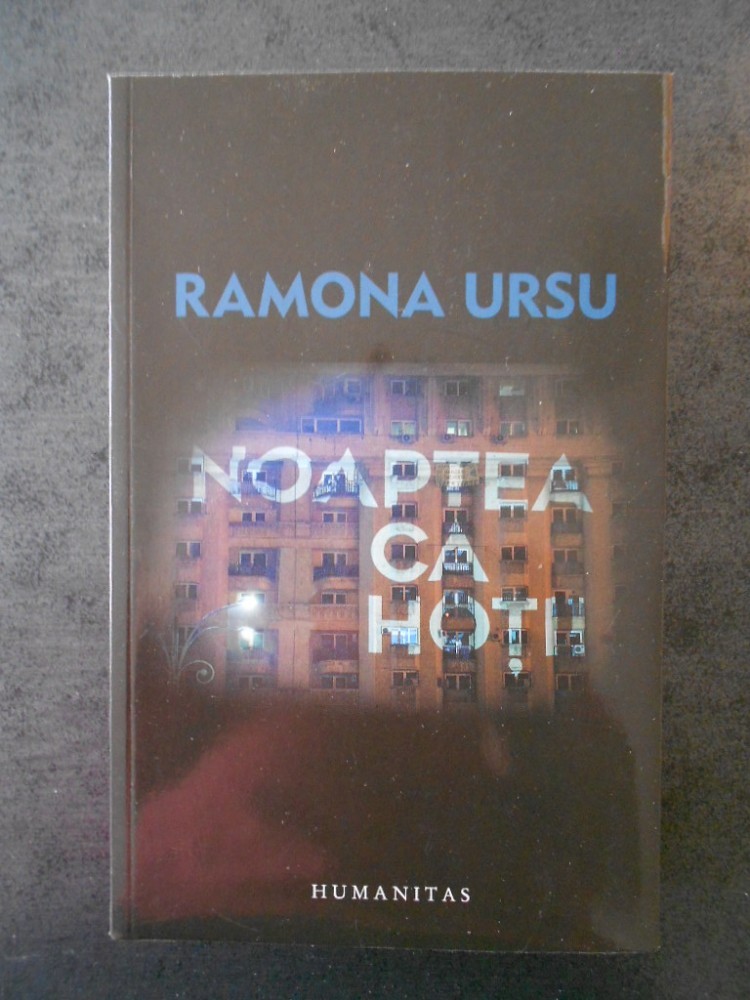 RAMONA URSU
NOAPTEA
CA
HOȚII
HUMANITAS